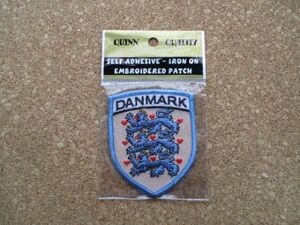 QUINN QUALITY
SELF ADHESIVE - IRON ON
EMBROIDERED PATCH
DANMARK